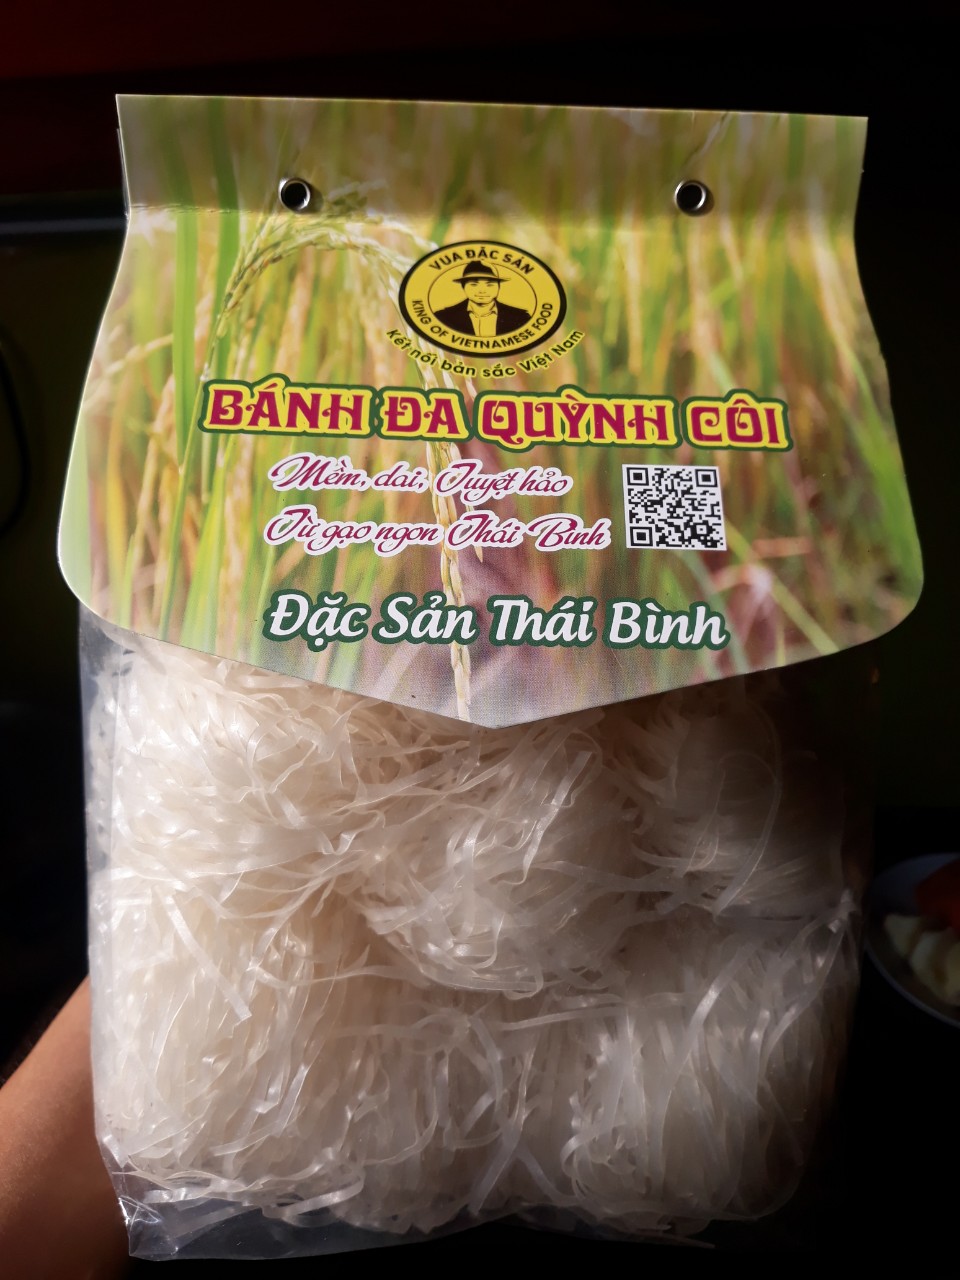 VUA ĐẶC SẢN
KING OF VIETNAMESE FOOD
Kết nối bản sắc Việt Nam
BÁNH ĐA QUỲNH CÔI
Mềm, dai, Tuyệt hảo
Từ gạo ngon Thái Bình
Đặc Sản Thái Bình